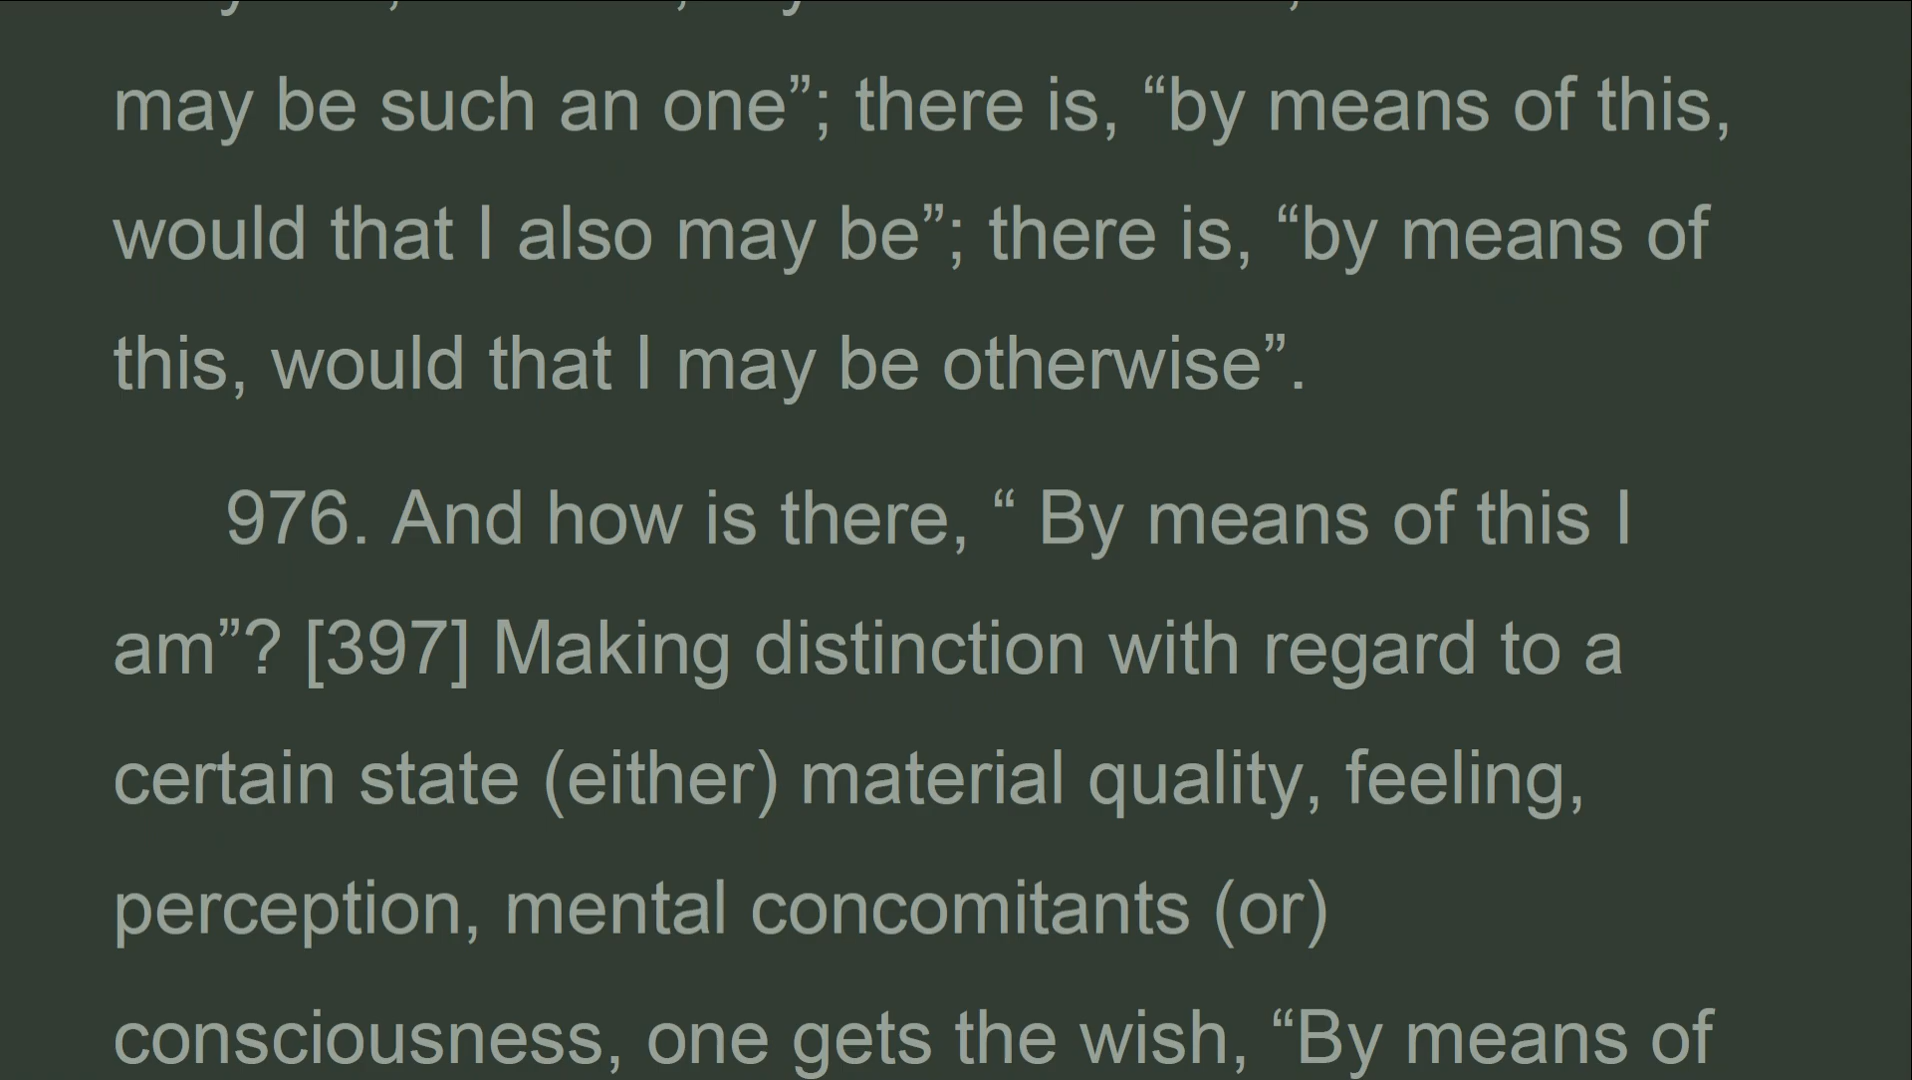 may be such an one”; there is, “by means of this,
would that I also may be”; there is, “by means of
this, would that I may be otherwise”.
976. And how is there, “ By means of this I
am”? [397] Making distinction with regard to a
certain state (either) material quality, feeling,
perception, mental concomitants (or)
consciousness, one gets the wish, “By means of